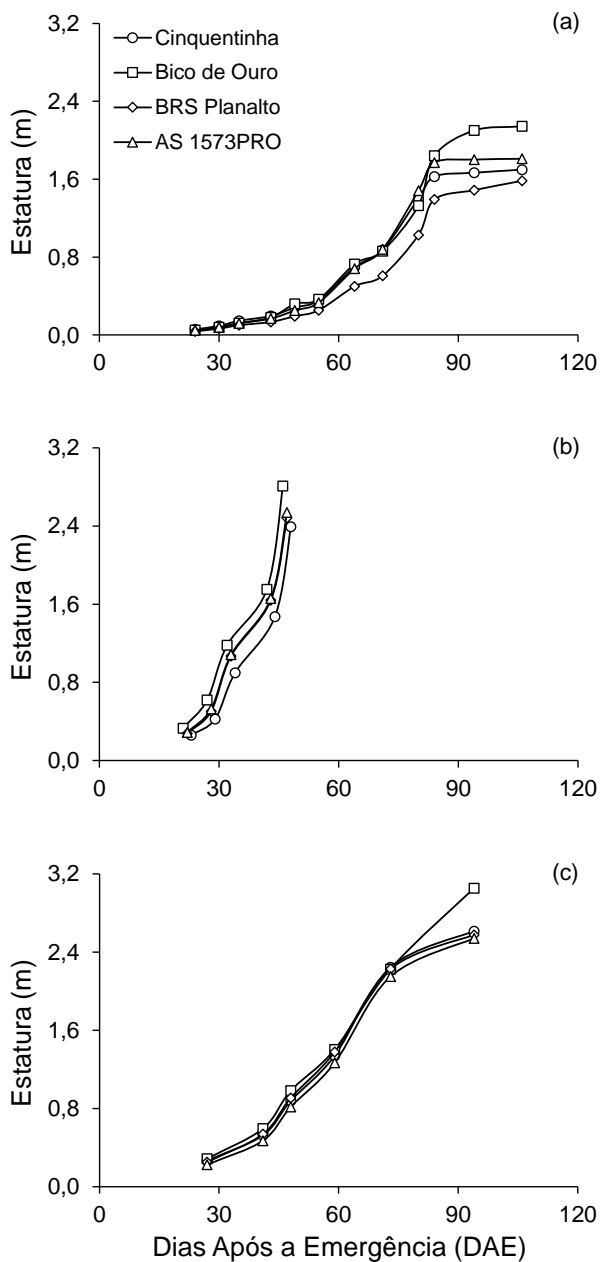 (a)
3,2
2,4
1,6
0,8
0,0
Estatura (m)
Cinquentinha
Bico de Ouro
BRS Planalto
AS 1573PRO
0 30 60 90 120
(b)
3,2
2,4
1,6
0,8
0,0
Estatura (m)
0 30 60 90 120
(c)
3,2
2,4
1,6
0,8
0,0
Estatura (m)
0 30 60 90 120
Dias Após a Emergência (DAE)